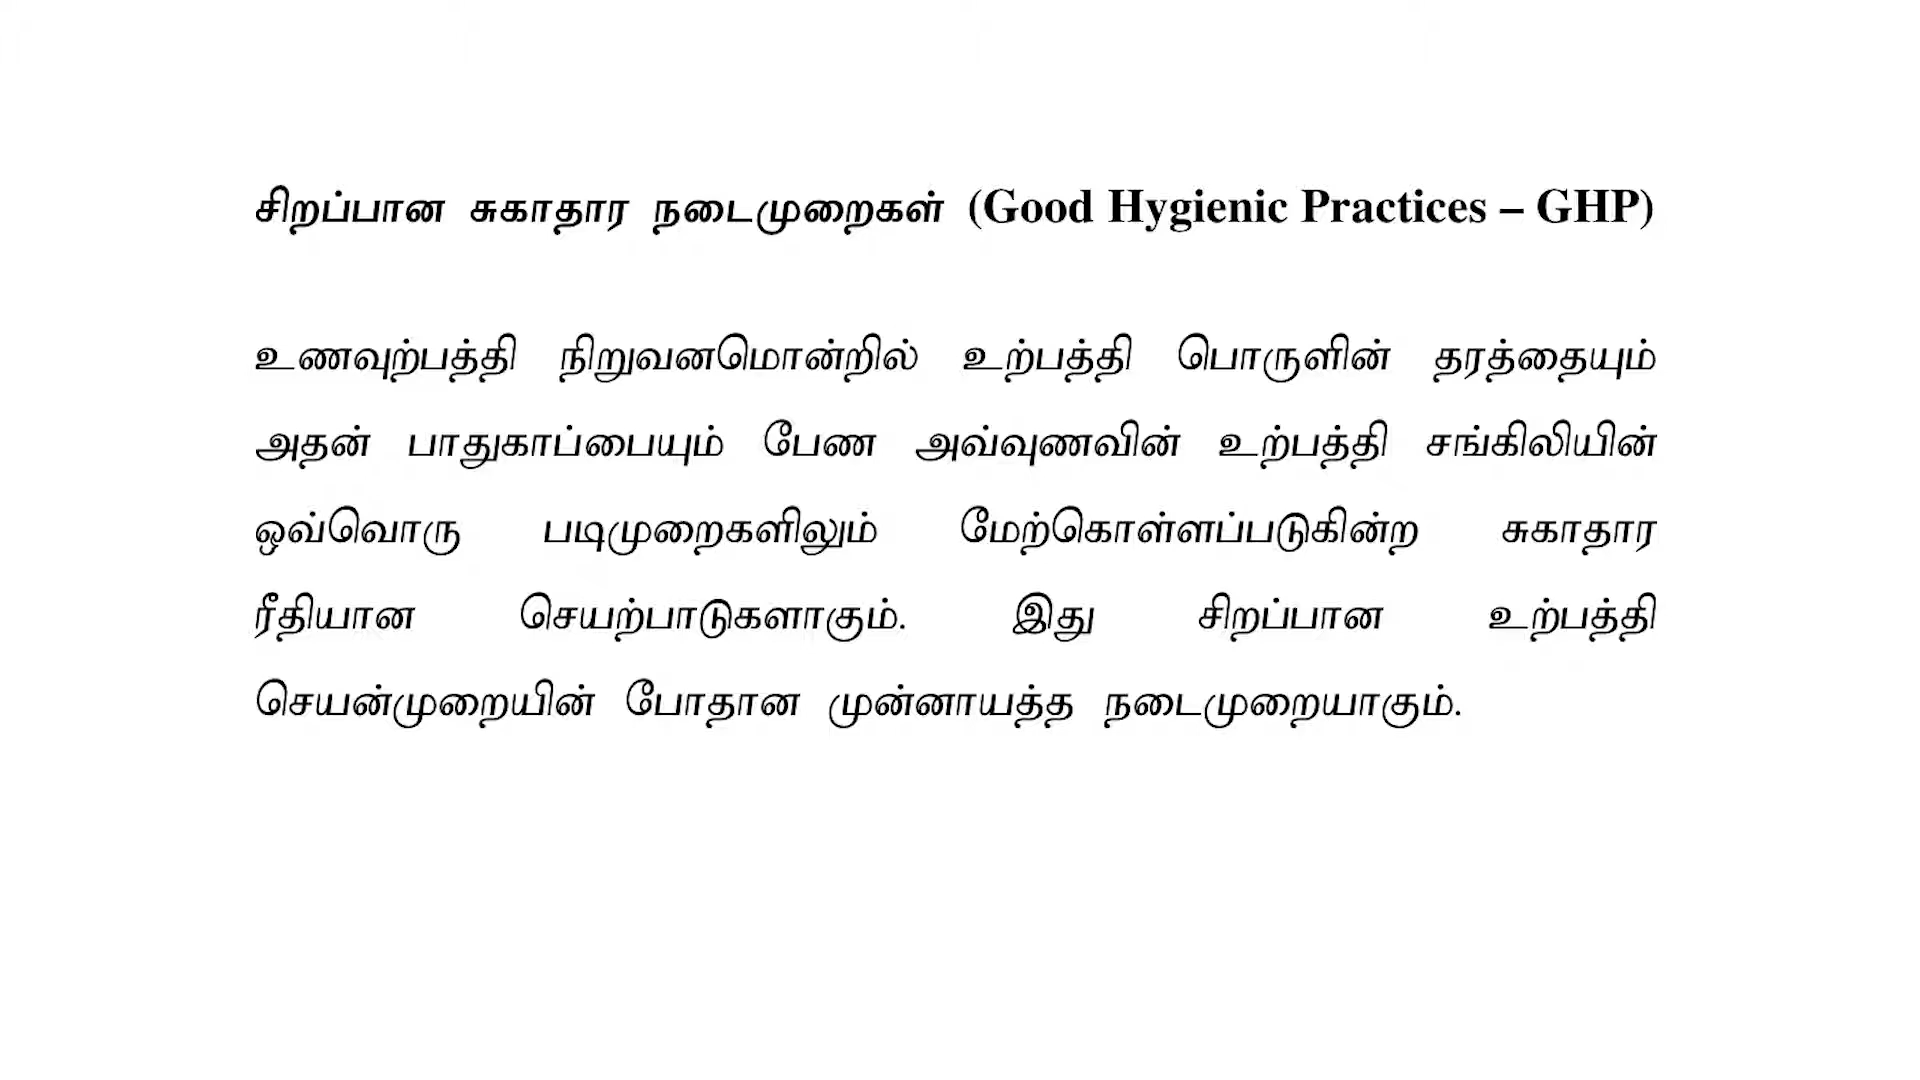 சிறப்பான சுகாதார நடைமுறைகள் (Good Hygienic Practices – GHP)
உணவுற்பத்தி நிறுவனமொன்றில் உற்பத்தி பொருளின் தரத்தையும்
அதன் பாதுகாப்பையும் பேண அவ்வுணவின் உற்பத்தி சங்கிலியின்
ஒவ்வொரு படிமுறைகளிலும் மேற்கொள்ளப்படுகின்ற சுகாதார
ரீதியான செயற்பாடுகளாகும். இது சிறப்பான உற்பத்தி
செயன்முறையின் போதான முன்னாயத்த நடைமுறையாகும்.